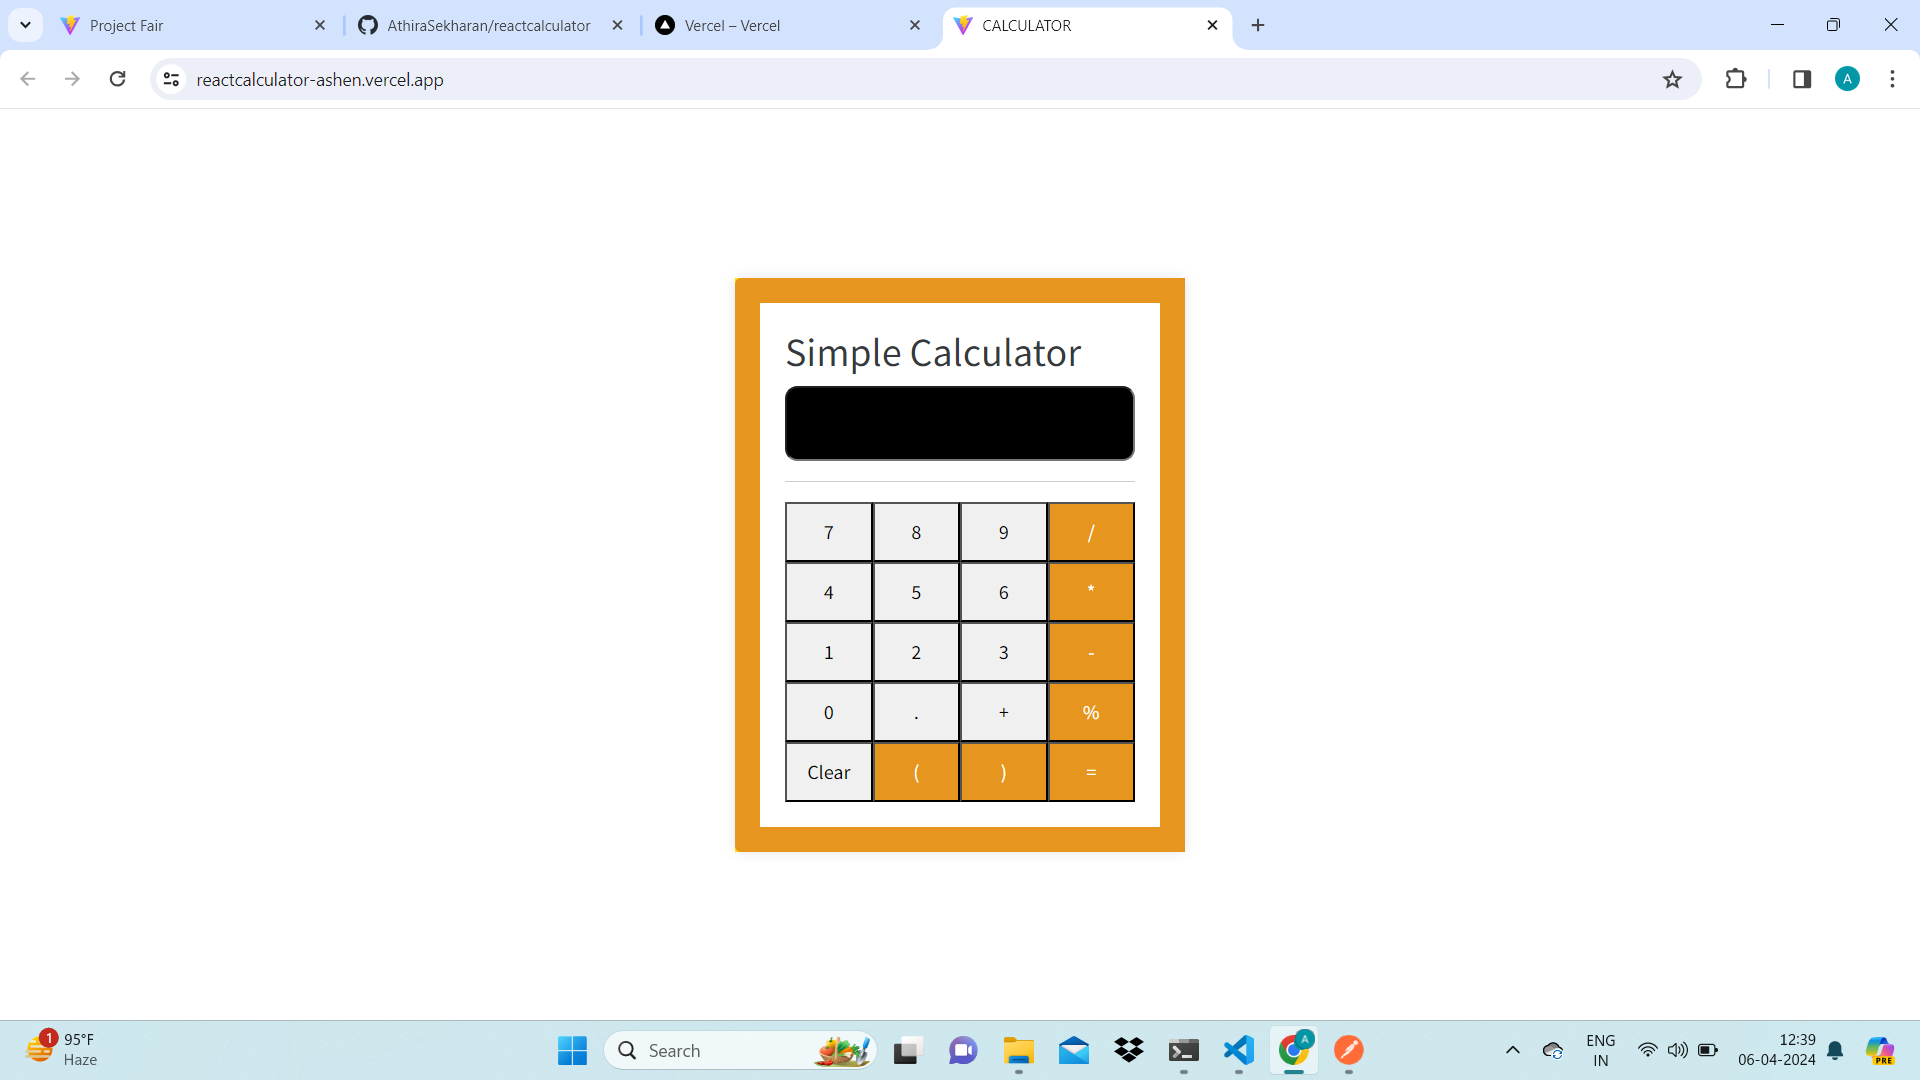 Project Fair
AthiraSekharan/reactcalculator
Vercel – Vercel
CALCULATOR
reactcalculator-ashen.vercel.app
A
Simple Calculator
7 8 9 /
4 5 6 *
1 2 3 -
0 . + %
Clear ( ) =
1
95°F
Haze
Search
A
ENG
IN
12:39
06-04-2024
PRE